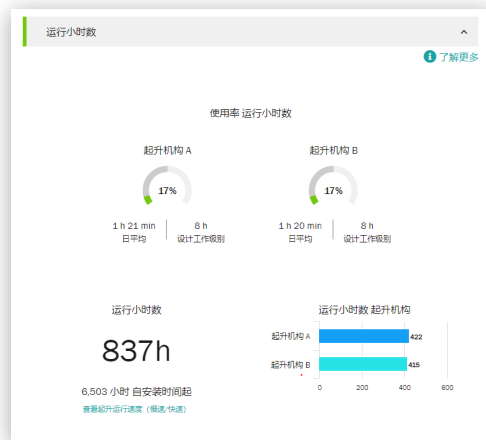 运行小时数
了解更多
使用率 运行小时数
起升机构 A
起升机构 B
17%
17%
1 h 21 min
8 h
1 h 20 min
8 h
日平均
设计工作级别
日平均
设计工作级别
运行小时数
运行小时数 起升机构
837h
起升机构 A
422
起升机构 B
415
0
200
400
600
6,503 小时 自安装时间起
查看起升运行速度（慢速/快速）